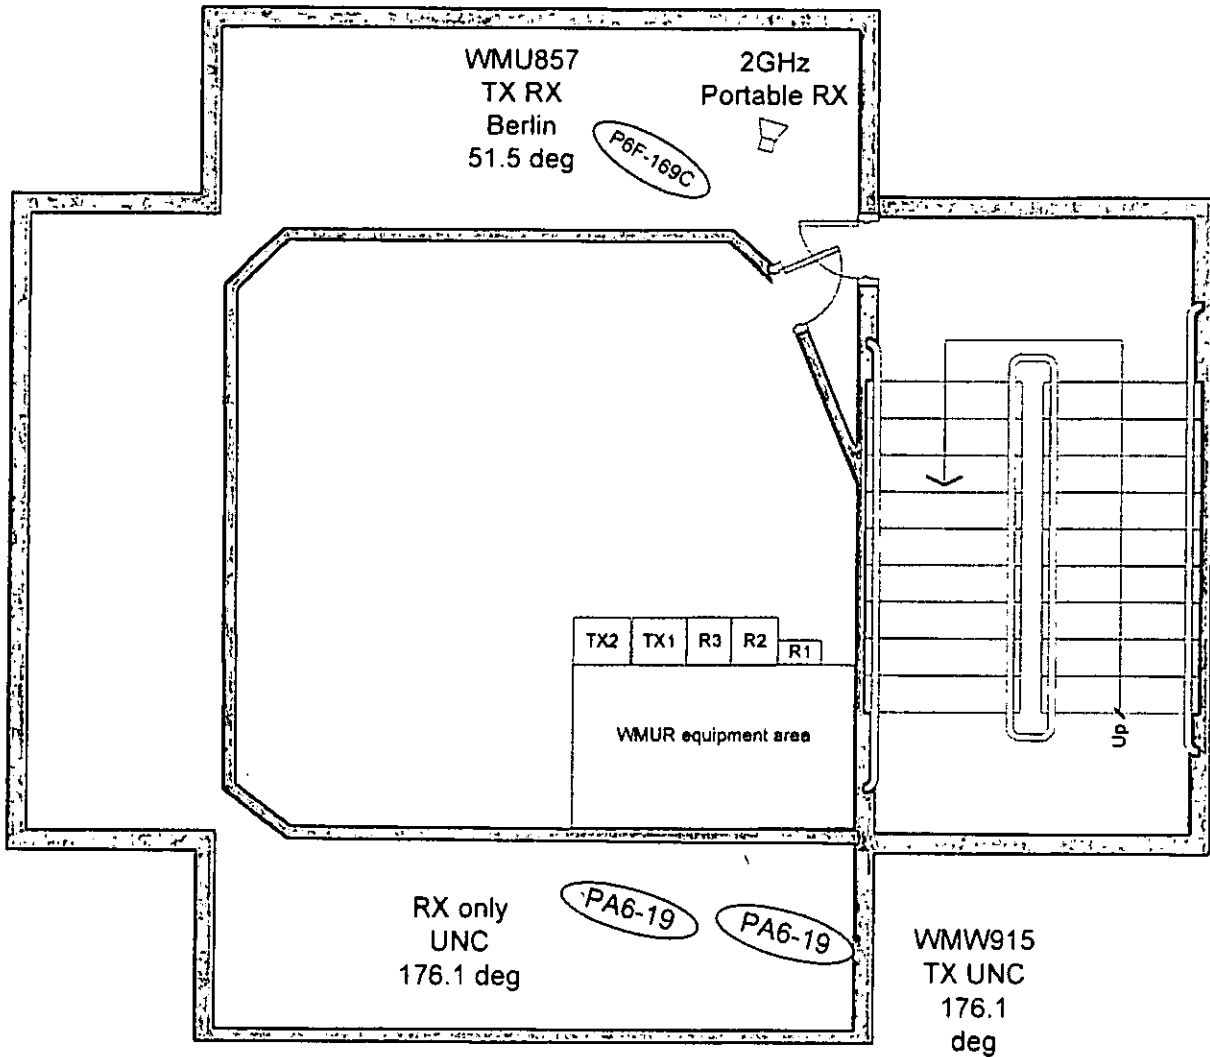 WMU857
TX RX
Berlin
51.5 deg
P6F-169C
2GHz
Portable RX
TX2
TX1
R3
R2
R1
WMUR equipment area
Up
RX only
UNC
176.1 deg
PA6-19
PA6-19
WMW915
TX UNC
176.1
deg